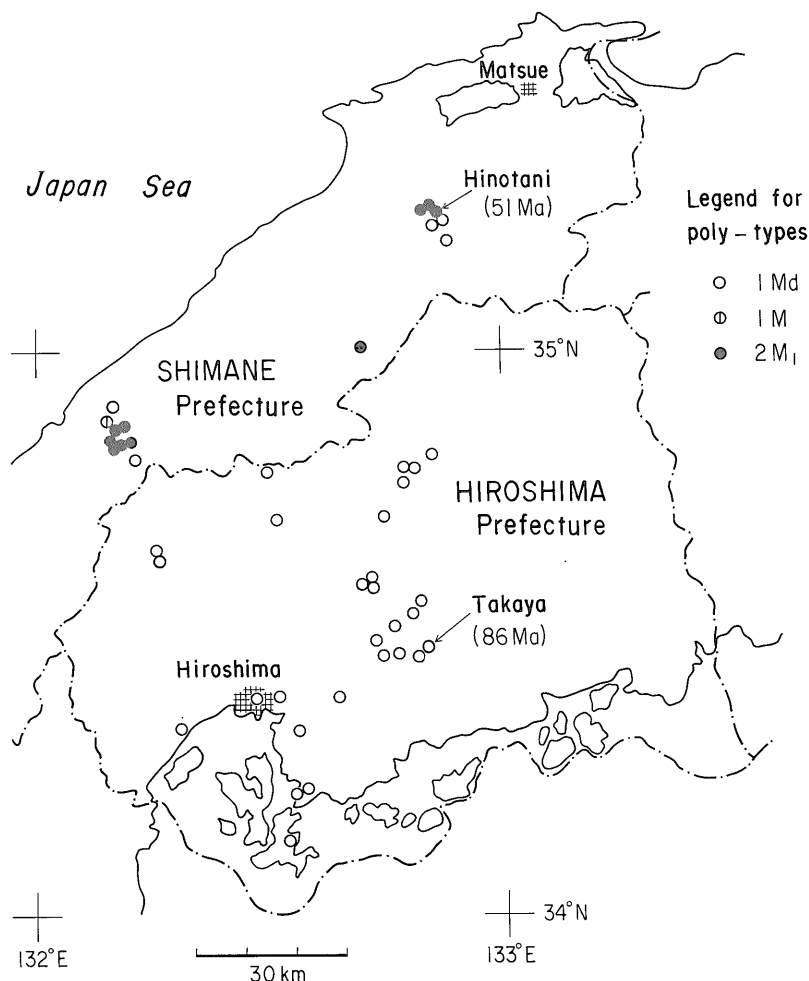 Matsue
Japan Sea
Hinotani
(51 Ma)
Legend for
poly-types
1 Md
1 M
2 M₁
35°N
SHIMANE
Prefecture
HIROSHIMA
Prefecture
Takaya
(86 Ma)
Hiroshima
34°N
132°E
133°E
30 km